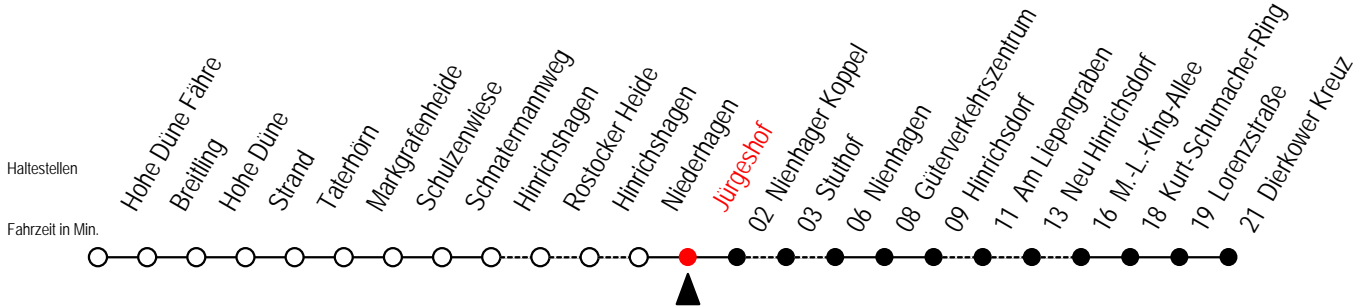 Haltestellen
Fahrzeit in Min.
Hohe Düne Fähre
Breitling
Hohe Düne
Strand
Taterhörn
Markgrafenheide
Schulzenwiese
Schnatermannweg
Hinrichshagen
Rostocker Heide
Hinrichshagen
Niederhagen
Jürgeshof
02 Nienhager Koppel
03 Stuthof
06 Nienhagen
08 Güterverkehrszentrum
09 Hinrichsdorf
11 Am Liepengraben
13 Neu Hinrichsdorf
16 M.-L.-King-Allee
18 Kurt-Schumacher-Ring
19 Lorenzstraße
21 Dierkower Kreuz